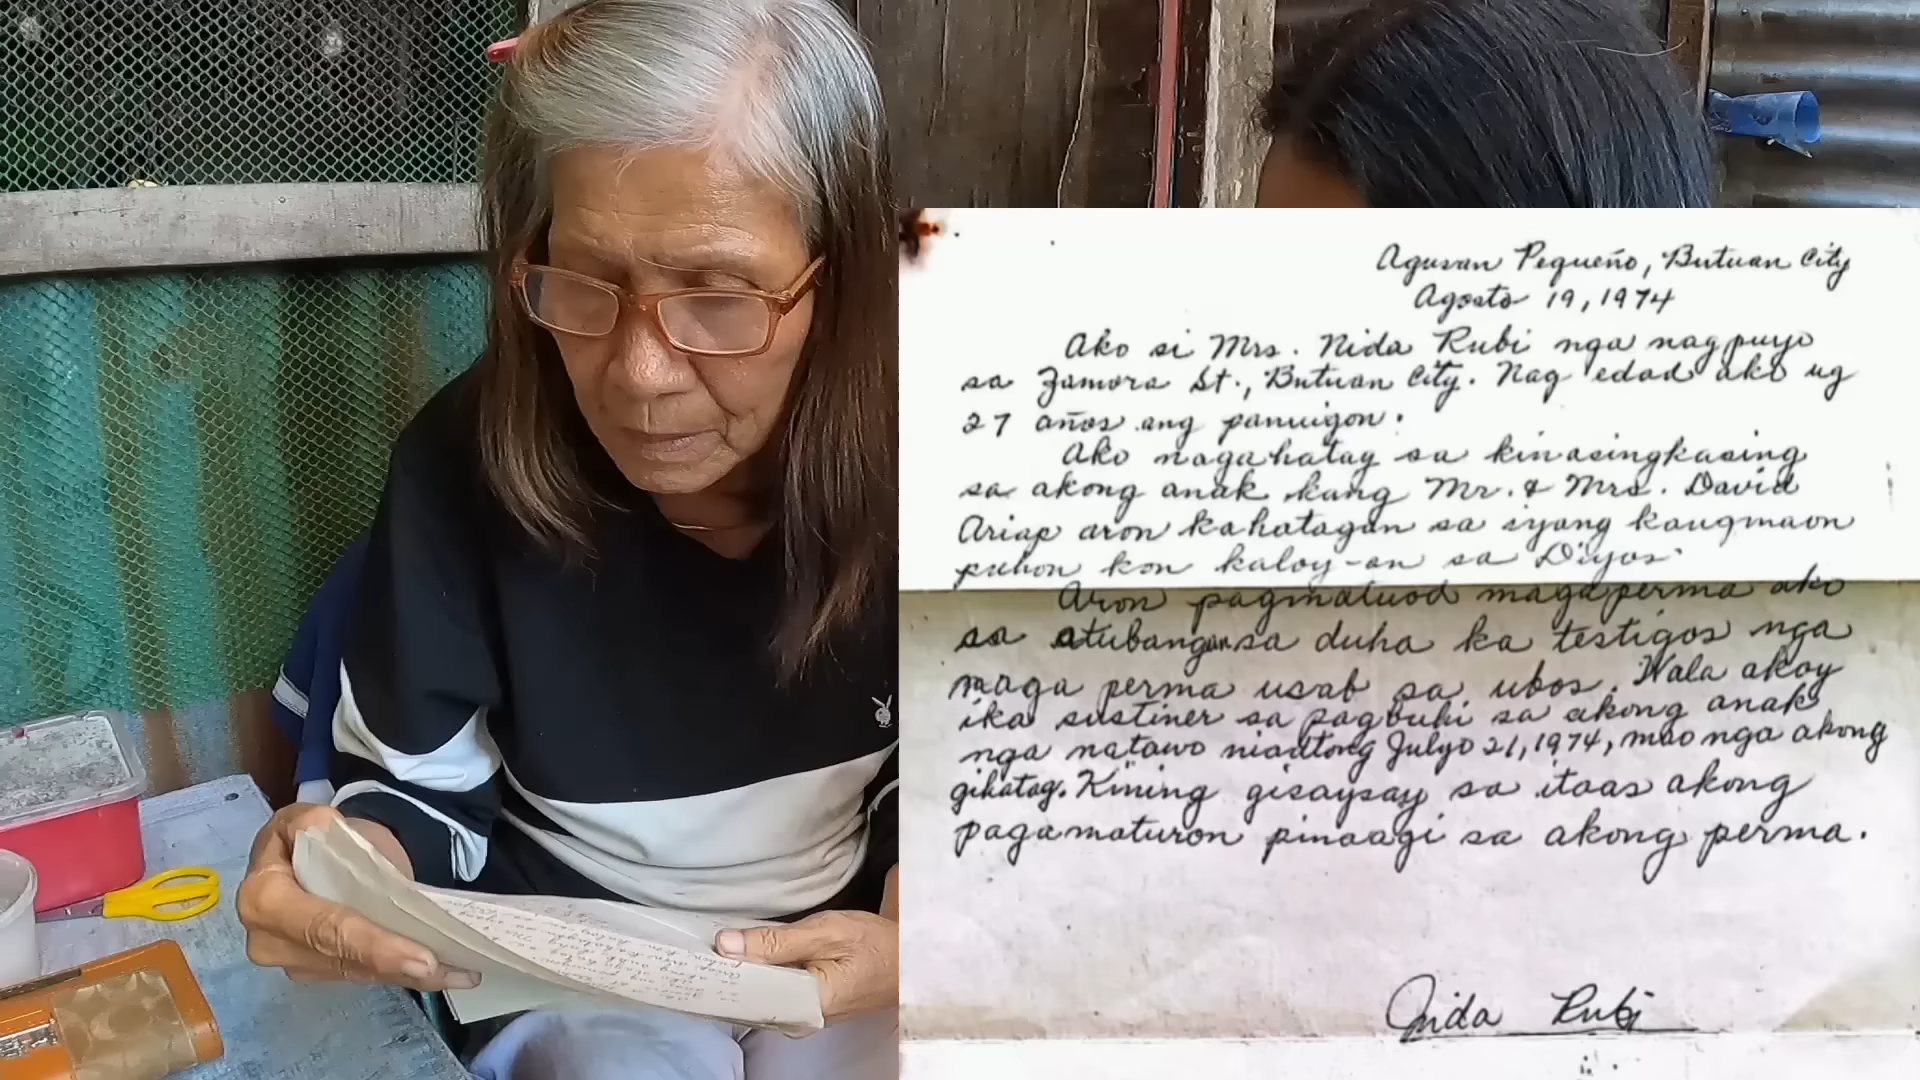 Agusan Pequeño, Butuan City
Agosto 19, 1974
Ako si Mrs. Nida Rubi nga nagpuyo
sa Zamora St., Butuan City. Nag edad ako ug
27 años ang panuigon.
Ako nagahatag sa kinasingkasing
sa akong anak kang Mr. & Mrs. David
aron kahatagan sa iyang kaugmaon
puhon kon kaloy-an sa Diyos.
Aron pagmatuod maga perma ako
sa atubangan sa duha ka testigos nga
maga perma usab sa ubos. Wala akoy
ika sustiner sa pagbuhi sa akong anak
nga natawo niadtong Julyo 21, 1974, mao nga akong
gihatag. Kining gisaysay sa itaas akong
pagamaturon pinaagi sa akong perma.
Nida Rubi